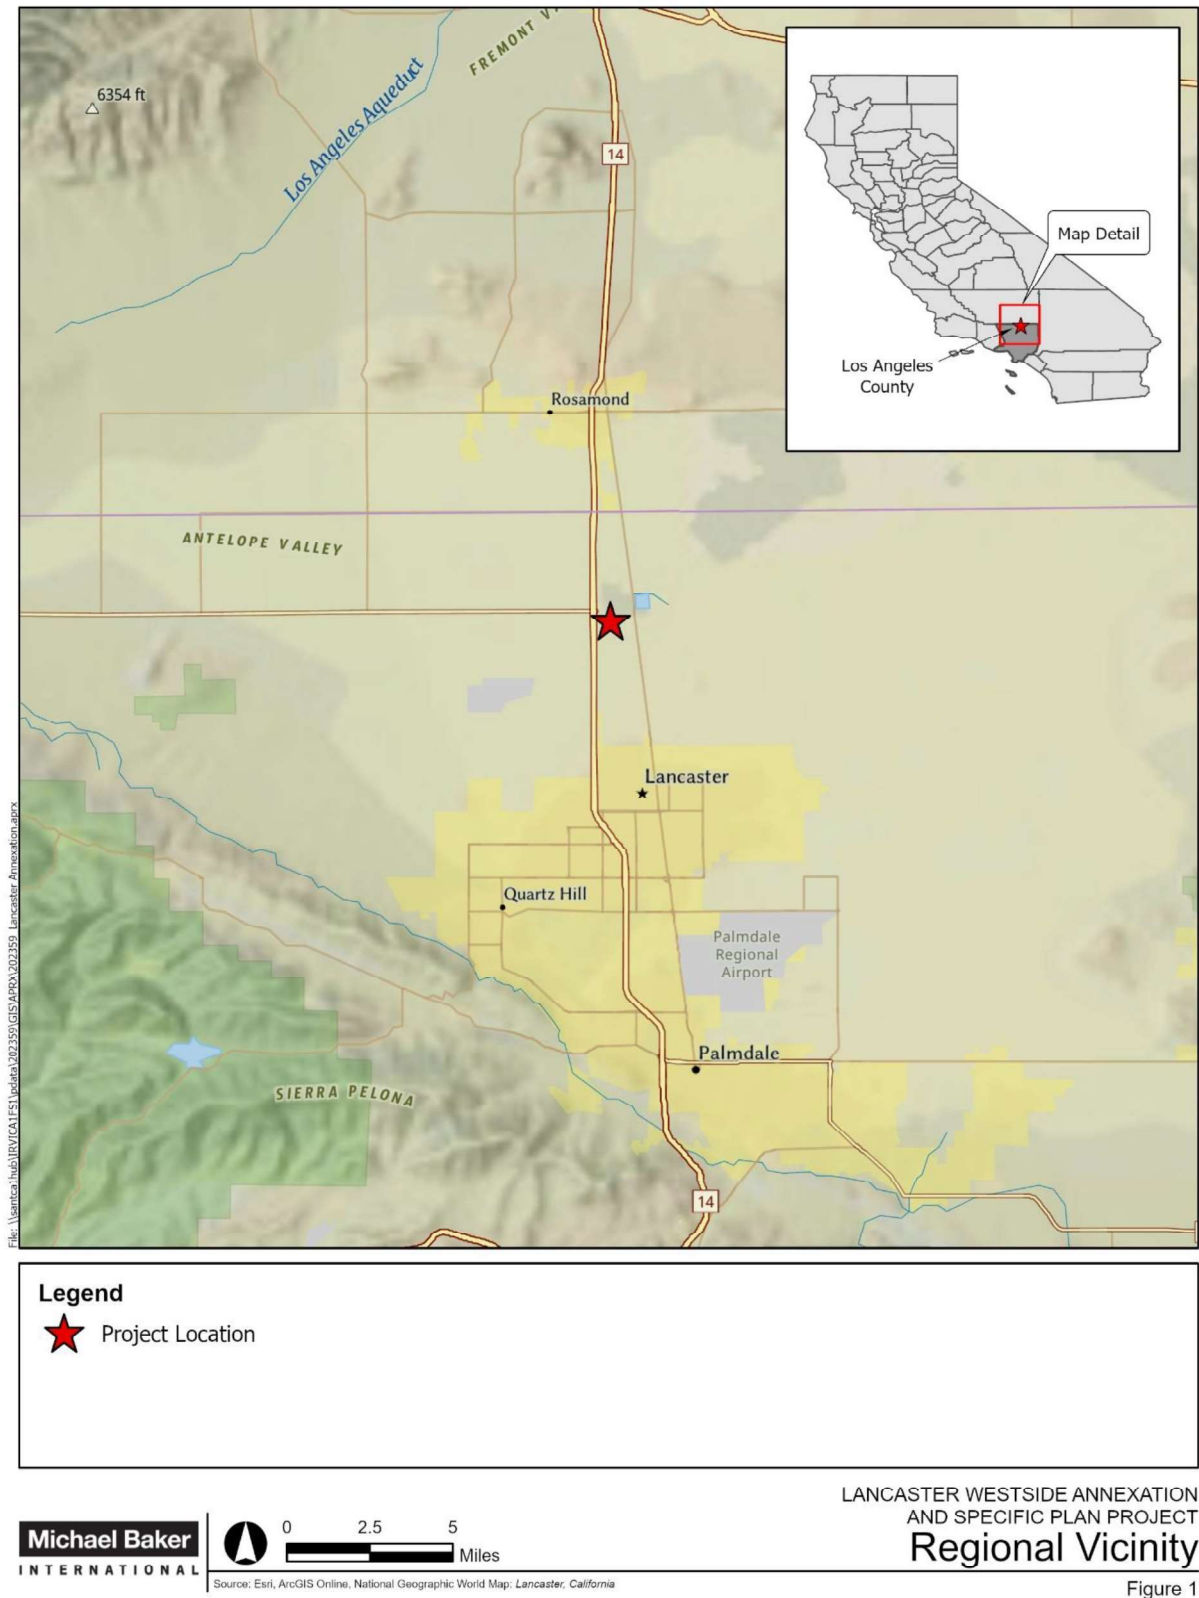 FREMONT V
6354 ft
Los Angeles Aqueduct
14
Map Detail
Los Angeles
County
Rosamond
ANTELOPE VALLEY
Lancaster
Quartz Hill
Palmdale
Regional
Airport
Palmdale
SIERRA PELONA
14
Legend
Project Location
LANCASTER WESTSIDE ANNEXATION
AND SPECIFIC PLAN PROJECT
Regional Vicinity
Michael Baker
INTERNATIONAL
0 2.5 5
Miles
Source: Esri, ArcGIS Online, National Geographic World Map: Lancaster, California
Figure 1